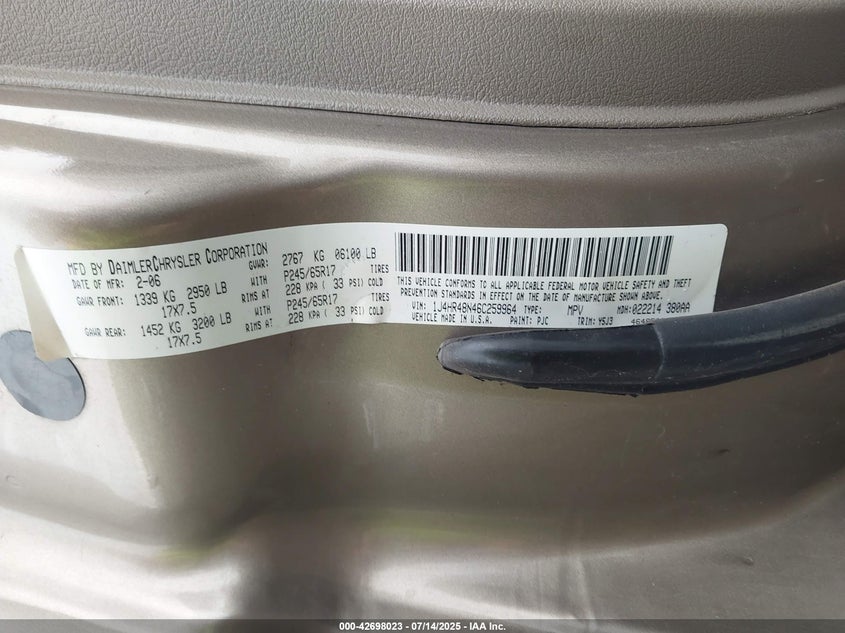 MFD BY DAIMLERCHRYSLER CORPORATION
DATE OF MFR: 2-06 GVWR: 2767 KG 06100 LB
GAWR FRONT: 1339 KG 2950 LB WITH P245/65R17 TIRES
17X7.5 RIMS AT 228 KPA ( 33 PSI) COLD
GAWR REAR: 1452 KG 3200 LB WITH P245/65R17 TIRES
17X7.5 RIMS AT 228 KPA ( 33 PSI) COLD
THIS VEHICLE CONFORMS TO ALL APPLICABLE FEDERAL MOTOR VEHICLE SAFETY AND THEFT
PREVENTION STANDARDS IN EFFECT ON THE DATE OF MANUFACTURE SHOWN ABOVE.
VIN: 1J4HR48N46C259964 TYPE: MPV MDH: 022214 380AA
VEHICLE MADE IN U.S.A. PAINT: PJC TRIM: Y5J3
000-42698023 / 07/14/2025 - IAA Inc.